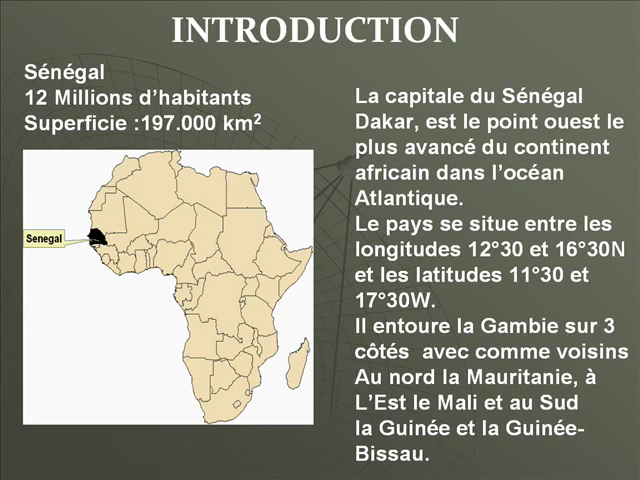 INTRODUCTION
Sénégal
12 Millions d’habitants
Superficie :197.000 km²
Senegal
La capitale du Sénégal
Dakar, est le point ouest le
plus avancé du continent
africain dans l’océan
Atlantique.
Le pays se situe entre les
longitudes 12°30 et 16°30N
et les latitudes 11°30 et
17°30W.
Il entoure la Gambie sur 3
côtés avec comme voisins
Au nord la Mauritanie, à
L’Est le Mali et au Sud
la Guinée et la Guinée-
Bissau.